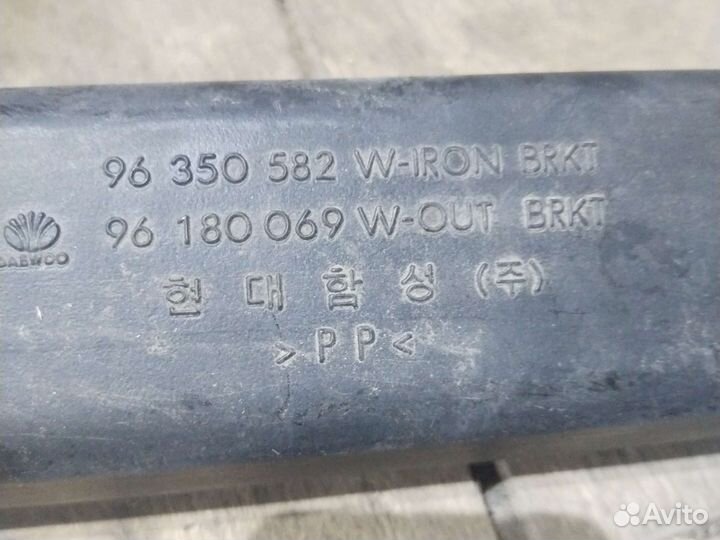 96 350 582 W-IRON BRKT
96 180 069 W-OUT BRKT
DAEWOO
현대합성 (주)
>PP<
Avito